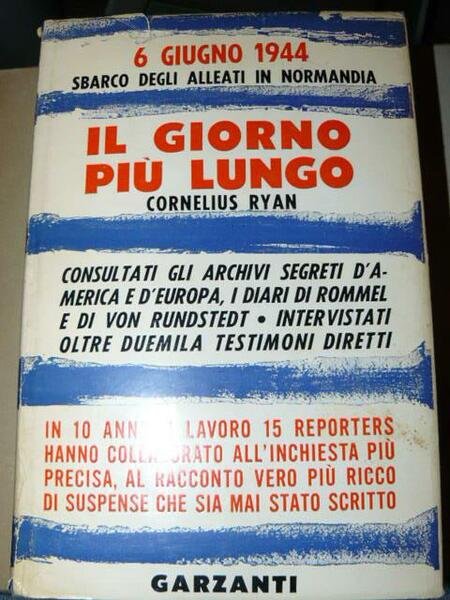 6 GIUGNO 1944
SBARCO DEGLI ALLEATI IN NORMANDIA
IL GIORNO
PIÙ LUNGO
CORNELIUS RYAN
CONSULTATI GLI ARCHIVI SEGRETI D'A-
MERICA E D'EUROPA, I DIARI DI ROMMEL
E DI VON RUNDSTEDT • INTERVISTATI
OLTRE DUEMILA TESTIMONI DIRETTI
IN 10 ANNI DI LAVORO 15 REPORTERS
HANNO COLLABORATO ALL'INCHIESTA PIÙ
PRECISA, AL RACCONTO VERO PIÙ RICCO
DI SUSPENSE CHE SIA MAI STATO SCRITTO
GARZANTI